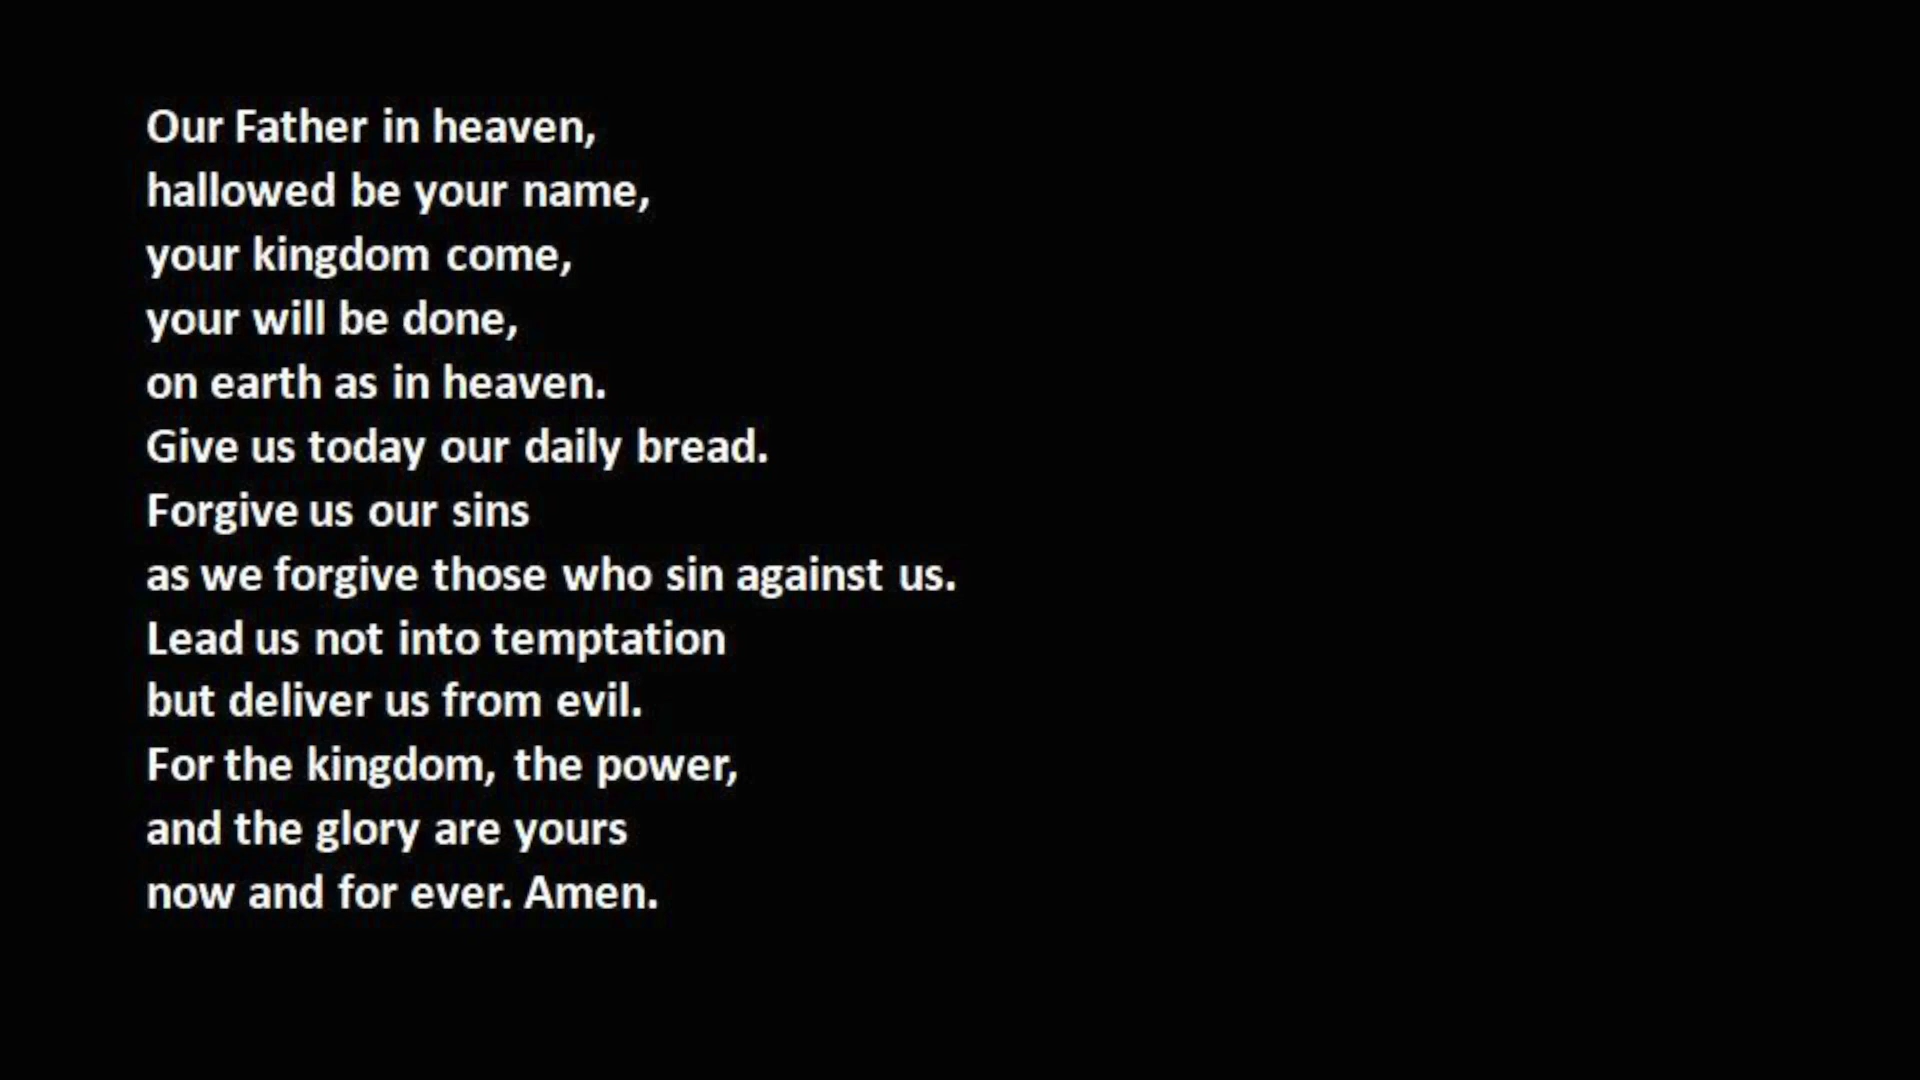 Our Father in heaven,
hallowed be your name,
your kingdom come,
your will be done,
on earth as in heaven.
Give us today our daily bread.
Forgive us our sins
as we forgive those who sin against us.
Lead us not into temptation
but deliver us from evil.
For the kingdom, the power,
and the glory are yours
now and for ever. Amen.